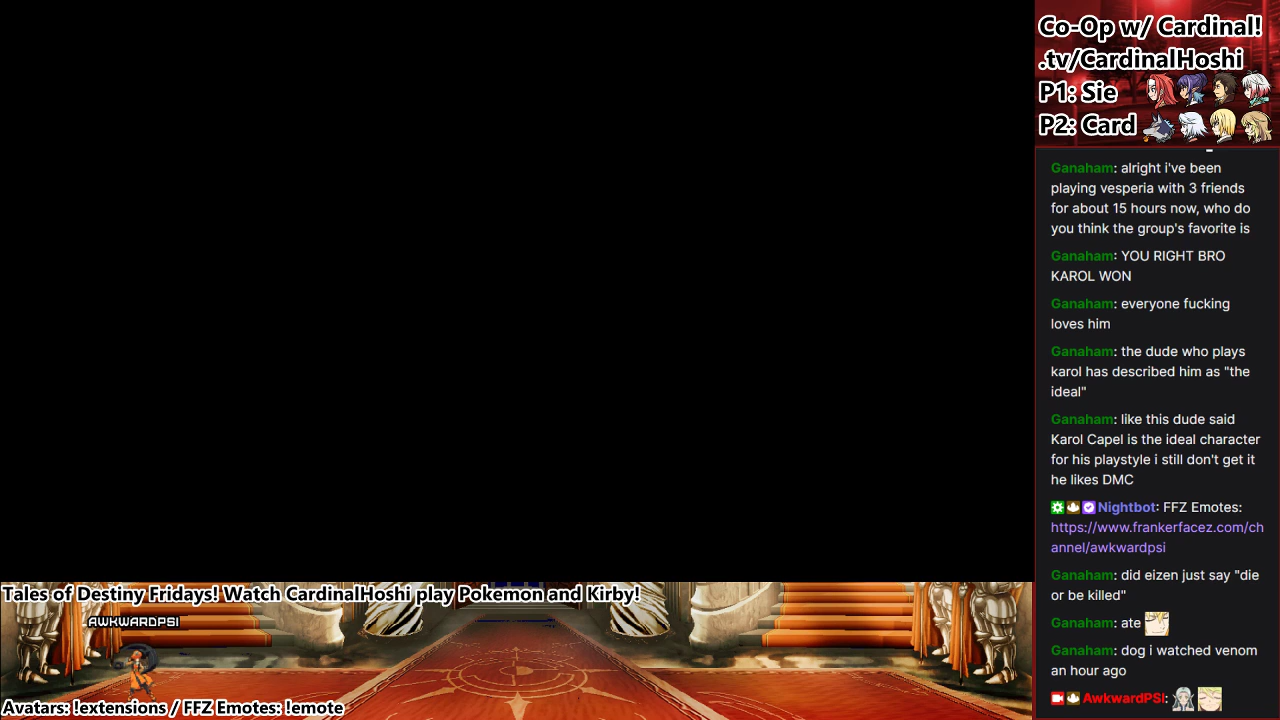 Co-Op w/ Cardinal!
.tv/CardinalHoshi
P1: Sie
P2: Card
Ganaham: alright i've been
playing vesperia with 3 friends
for about 15 hours now, who do
you think the group's favorite is
Ganaham: YOU RIGHT BRO
KAROL WON
Ganaham: everyone fucking
loves him
Ganaham: the dude who plays
karol has described him as "the
ideal"
Ganaham: like this dude said
Karol Capel is the ideal character
for his playstyle i still don't get it
he likes DMC
Nightbot: FFZ Emotes:
https://www.frankerfacez.com/ch
annel/awkwardpsi
Ganaham: did eizen just say "die
or be killed"
Ganaham: ate
Ganaham: dog i watched venom
an hour ago
AwkwardPSI:
Tales of Destiny Fridays! Watch CardinalHoshi play Pokemon and Kirby!
AWKWARDPSI
Avatars: !extensions / FFZ Emotes: !emote